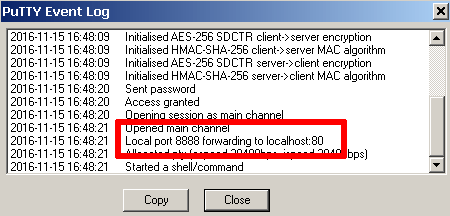 PuTTY Event Log
2016-11-15 16:48:09 Initialised AES-256 SDCTR client->server encryption
2016-11-15 16:48:09 Initialised HMAC-SHA-256 client->server MAC algorithm
2016-11-15 16:48:09 Initialised AES-256 SDCTR server->client encryption
2016-11-15 16:48:09 Initialised HMAC-SHA-256 server->client MAC algorithm
2016-11-15 16:48:20 Sent password
2016-11-15 16:48:20 Access granted
2016-11-15 16:48:20 Opening session as main channel
2016-11-15 16:48:21 Opened main channel
2016-11-15 16:48:21 Local port 8888 forwarding to localhost:80
2016-11-15 16:48:21 Allocated pty (ospeed 38400bps, ispeed 38400bps)
2016-11-15 16:48:21 Started a shell/command
Copy Close